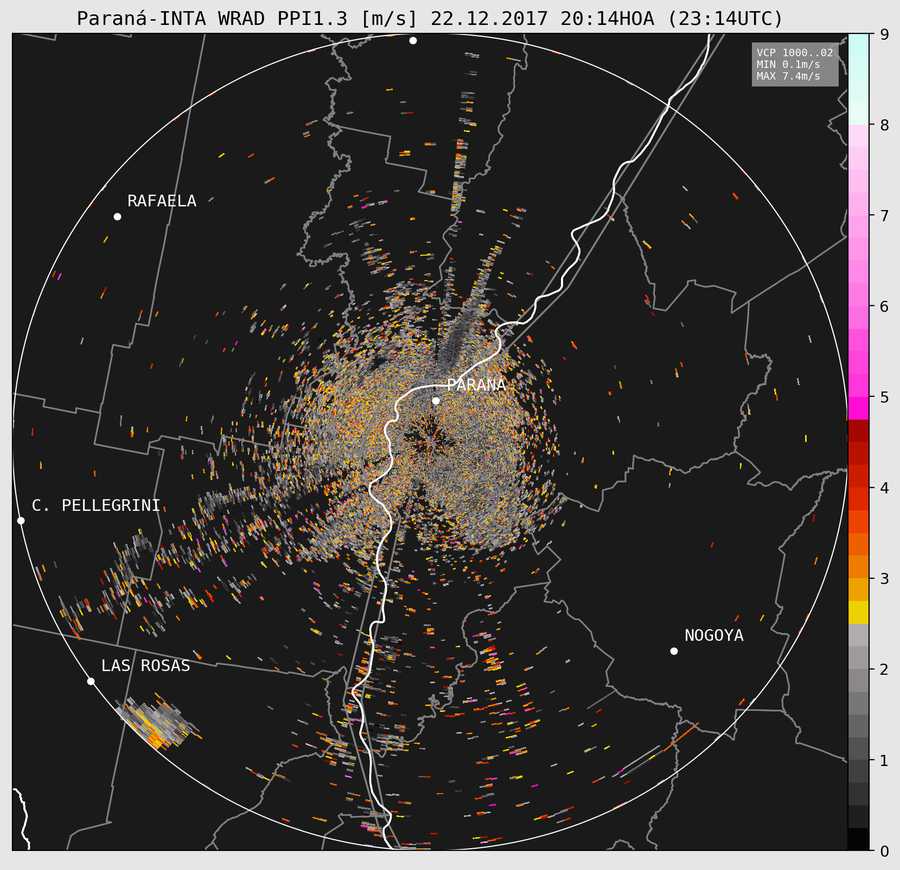 Paraná-INTA WRAD PPI1.3 [m/s] 22.12.2017 20:14HOA (23:14UTC)
VCP 1000..02
MIN 0.1m/s
MAX 7.4m/s
9
8
7
6
5
4
3
2
1
0
RAFAELA
PARANA
C. PELLEGRINI
NOGOYA
LAS ROSAS